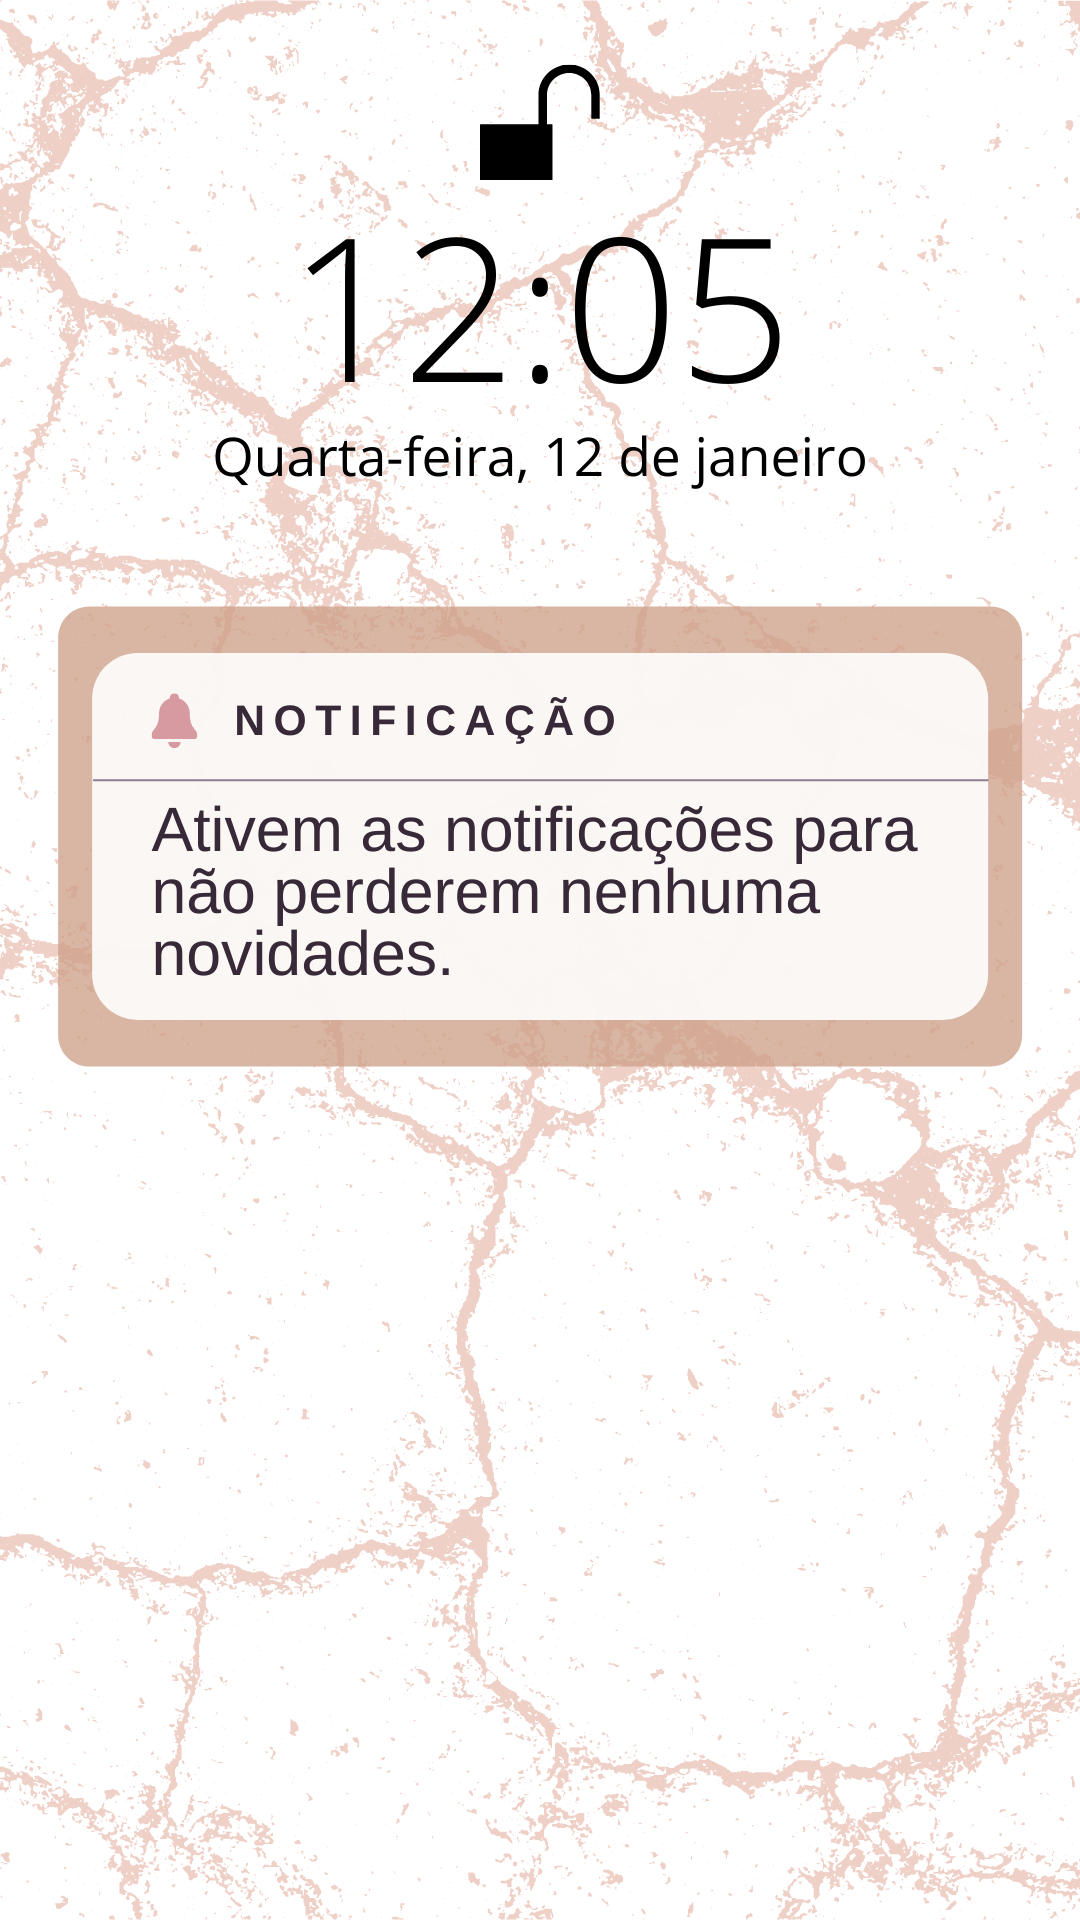 12:05
Quarta-feira, 12 de janeiro
NOTIFICAÇÃO
Ativem as notificações para
não perderem nenhuma
novidades.